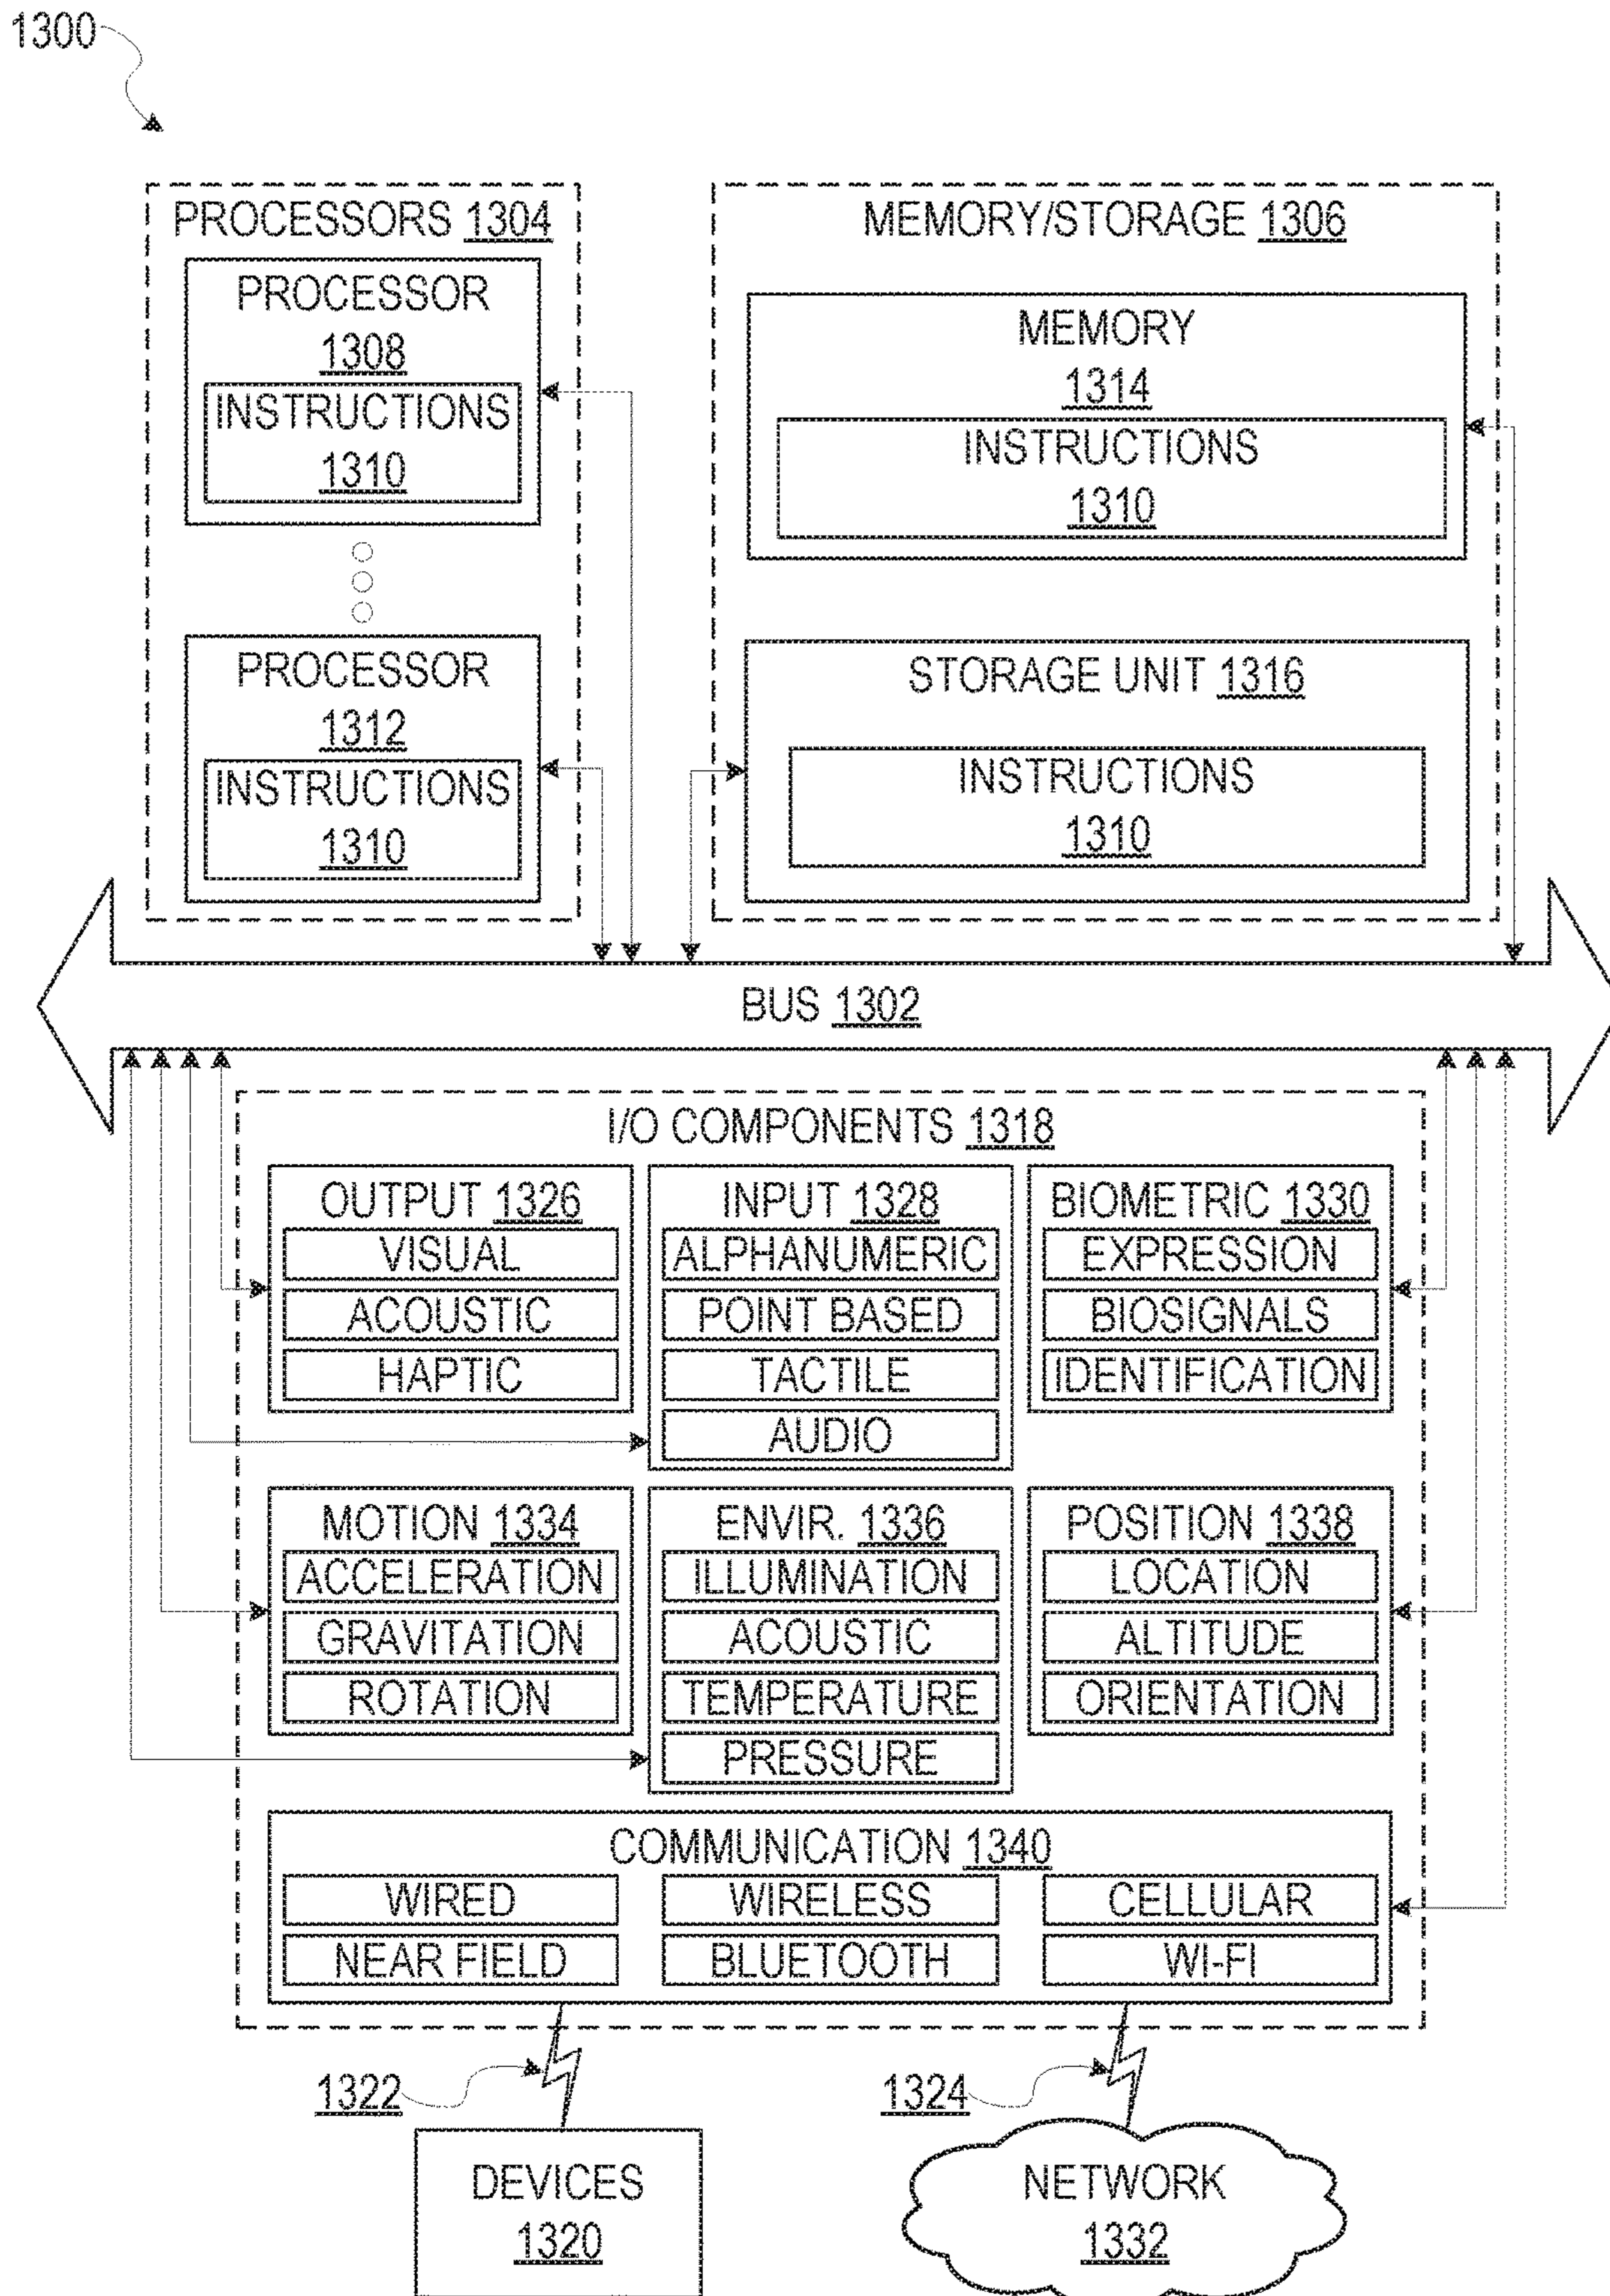 1300
PROCESSORS 1304
PROCESSOR
1308
INSTRUCTIONS
1310
PROCESSOR
1312
INSTRUCTIONS
1310
MEMORY/STORAGE 1306
MEMORY
1314
INSTRUCTIONS
1310
STORAGE UNIT 1316
INSTRUCTIONS
1310
BUS 1302
I/O COMPONENTS 1318
OUTPUT 1326
VISUAL
ACOUSTIC
HAPTIC
INPUT 1328
ALPHANUMERIC
POINT BASED
TACTILE
AUDIO
BIOMETRIC 1330
EXPRESSION
BIOSIGNALS
IDENTIFICATION
MOTION 1334
ACCELERATION
GRAVITATION
ROTATION
ENVIR. 1336
ILLUMINATION
ACOUSTIC
TEMPERATURE
PRESSURE
POSITION 1338
LOCATION
ALTITUDE
ORIENTATION
COMMUNICATION 1340
WIRED
WIRELESS
CELLULAR
NEAR FIELD
BLUETOOTH
WI-FI
1322
1324
DEVICES
1320
NETWORK
1332